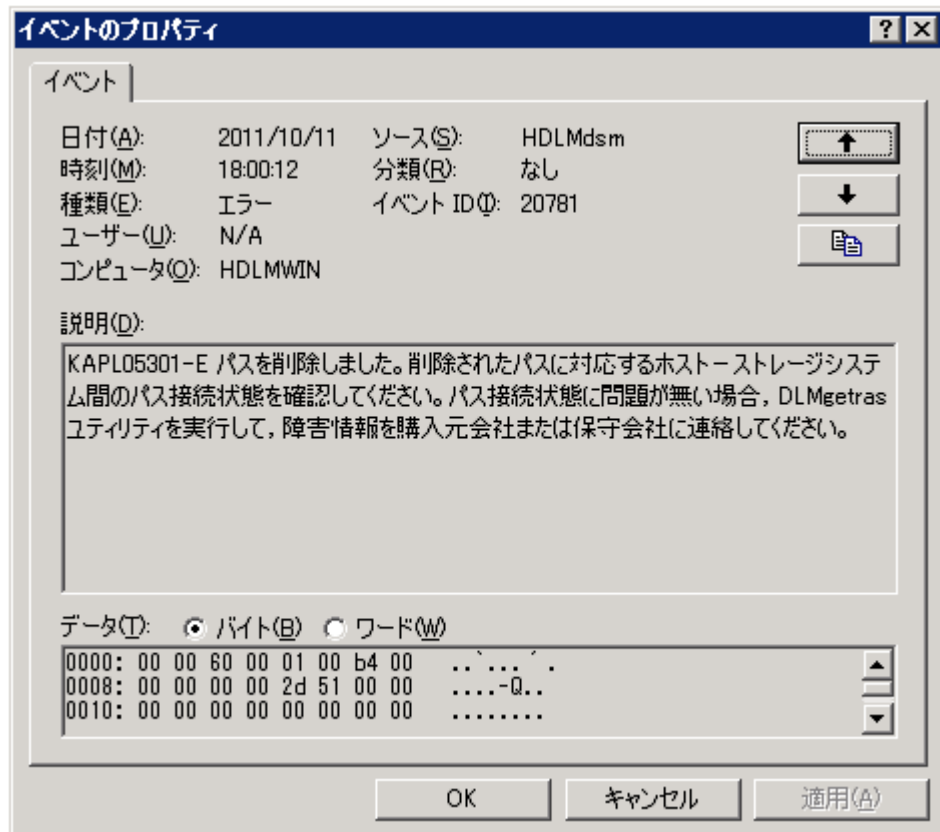 イベントのプロパティ
イベント
日付(A): 2011/10/11 ソース(S): HDLMdsm
時刻(M): 18:00:12 分類(R): なし
種類(E): エラー イベント ID(I): 20781
ユーザー(U): N/A
コンピュータ(O): HDLMWIN
説明(D):
KAPL05301-E パスを削除しました。削除されたパスに対応するホストーストレージシステ
ム間のパス接続状態を確認してください。パス接続状態に問題が無い場合，DLMgetras
ユティリティを実行して，障害情報を購入元会社または保守会社に連絡してください。
データ(T): バイト(B) ワード(W)
0000: 00 00 60 00 01 00 b4 00 ..`...´.
0008: 00 00 00 00 2d 51 00 00 ....-Q..
0010: 00 00 00 00 00 00 00 00 ........
OK キャンセル 適用(A)